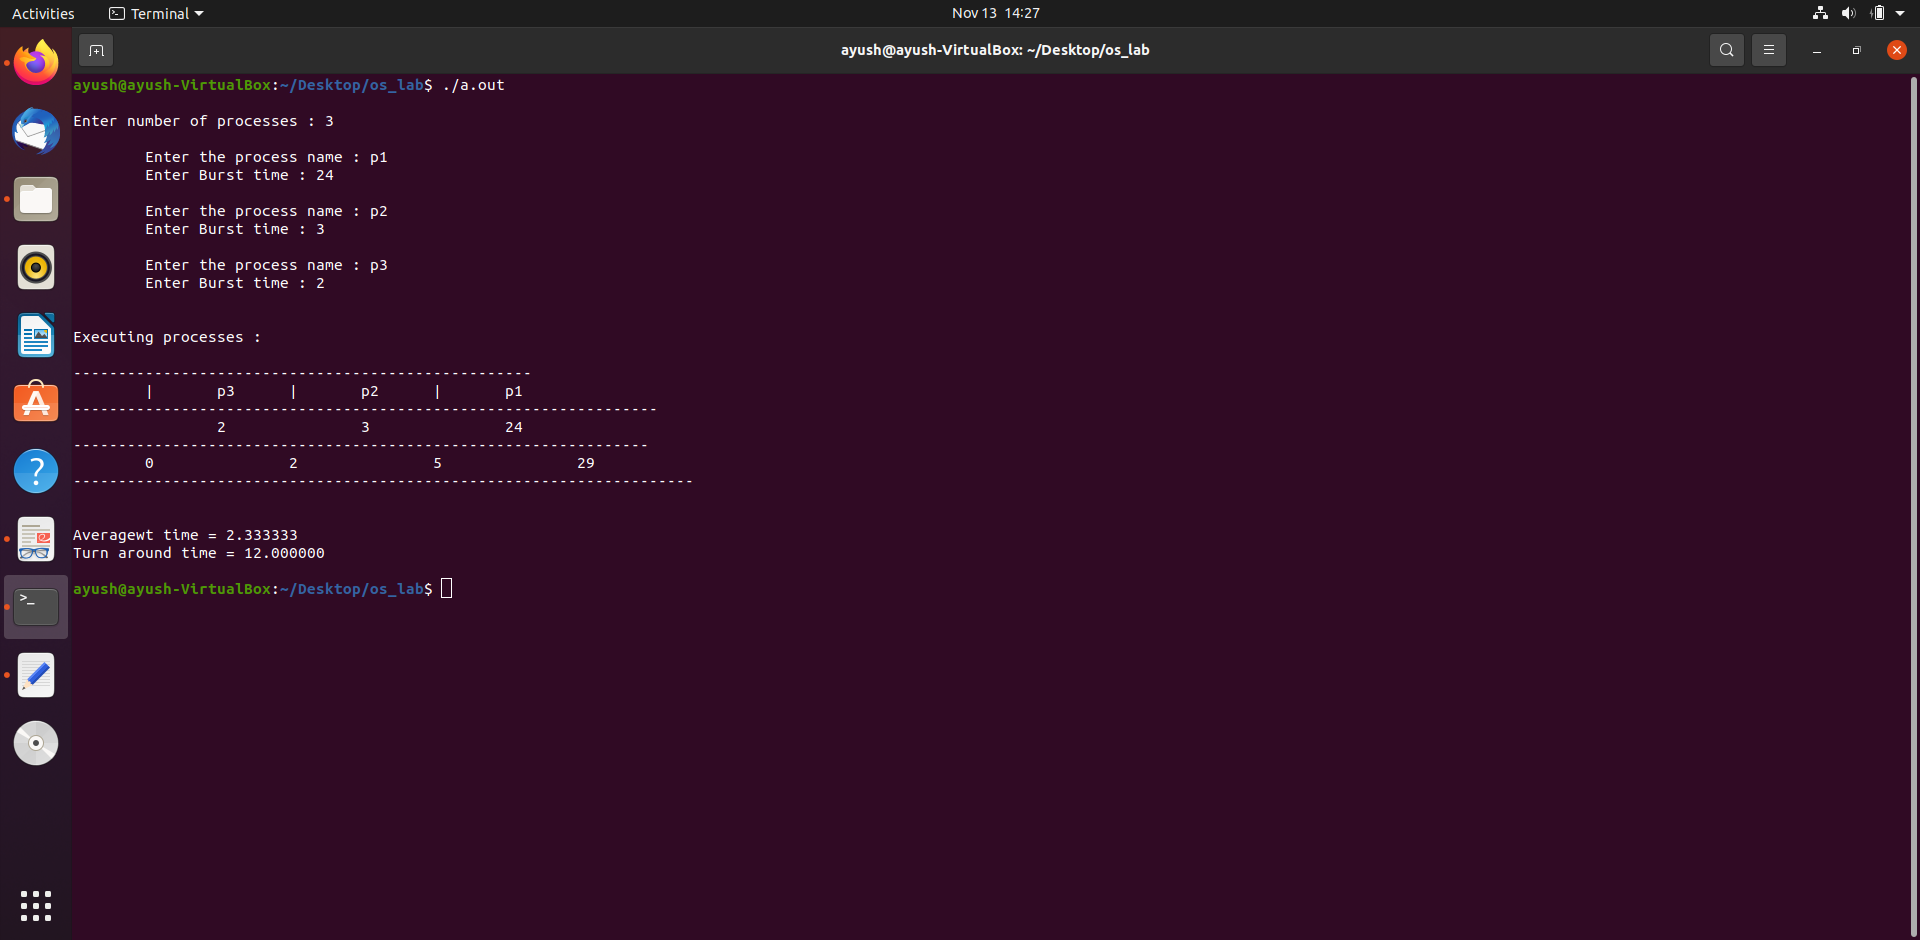 Activities Terminal Nov 13 14:27
ayush@ayush-VirtualBox: ~/Desktop/os_lab
ayush@ayush-VirtualBox:~/Desktop/os_lab$ ./a.out
Enter number of processes : 3
Enter the process name : p1
Enter Burst time : 24
Enter the process name : p2
Enter Burst time : 3
Enter the process name : p3
Enter Burst time : 2
Executing processes :
---------------------------------------------------
| p3 | p2 | p1
-----------------------------------------------------------------
2 3 24
----------------------------------------------------------------
0 2 5 29
---------------------------------------------------------------------
Averagewt time = 2.333333
Turn around time = 12.000000
ayush@ayush-VirtualBox:~/Desktop/os_lab$